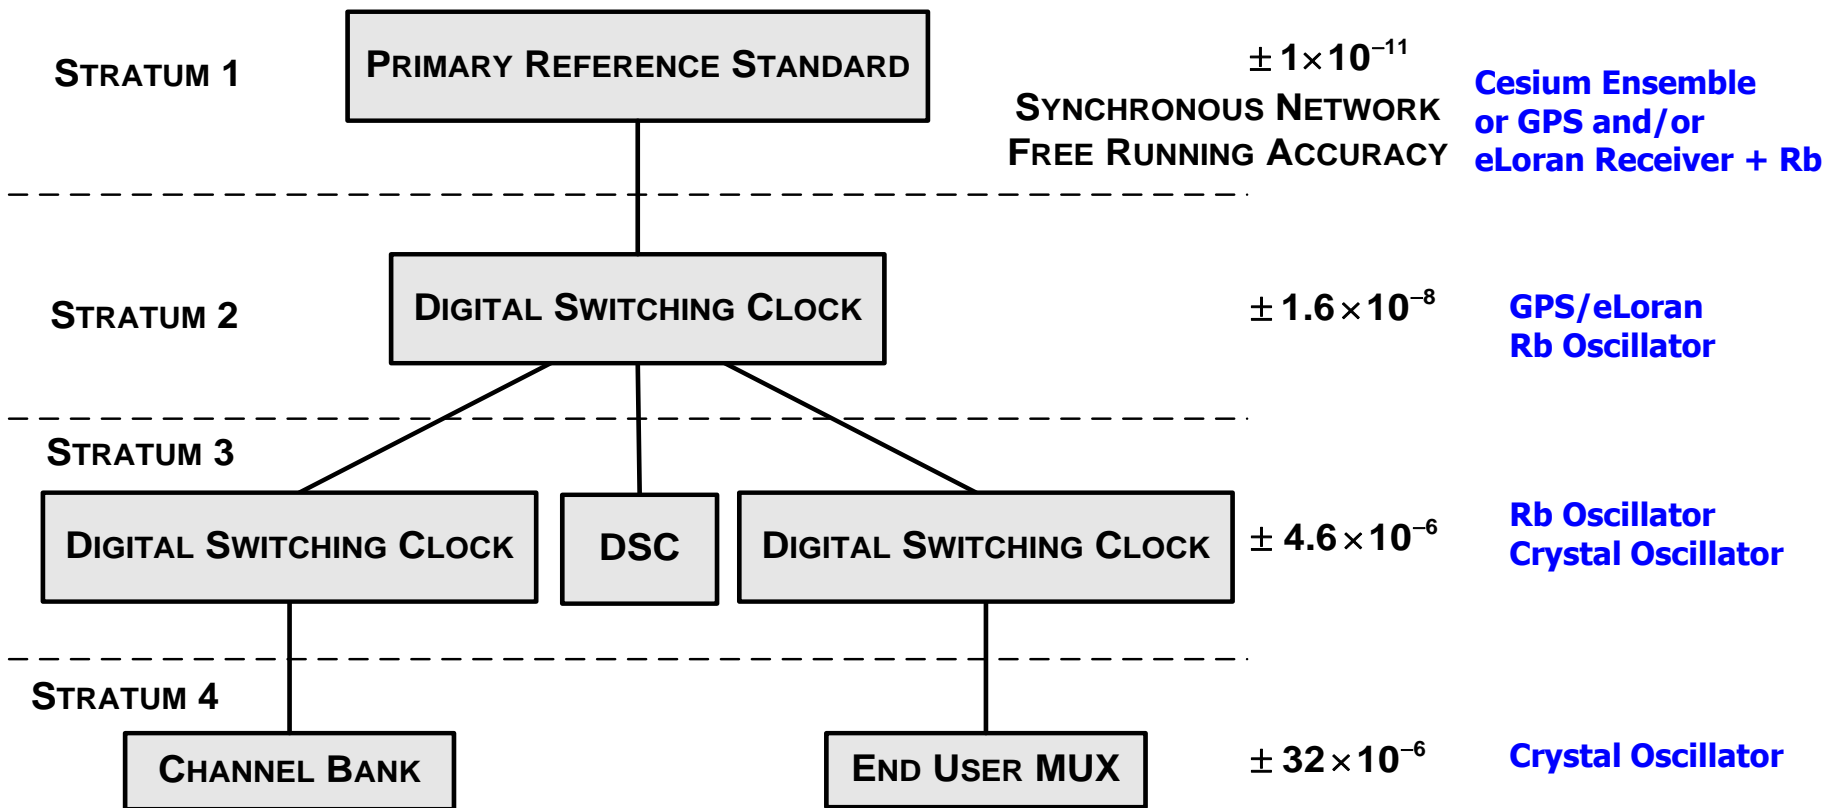 STRATUM 1
PRIMARY REFERENCE STANDARD
± 1×10⁻¹¹
SYNCHRONOUS NETWORK
FREE RUNNING ACCURACY
Cesium Ensemble
or GPS and/or
eLoran Receiver + Rb
STRATUM 2
DIGITAL SWITCHING CLOCK
± 1.6×10⁻⁸
GPS/eLoran
Rb Oscillator
STRATUM 3
DIGITAL SWITCHING CLOCK
DSC
DIGITAL SWITCHING CLOCK
± 4.6×10⁻⁶
Rb Oscillator
Crystal Oscillator
STRATUM 4
CHANNEL BANK
END USER MUX
± 32×10⁻⁶
Crystal Oscillator